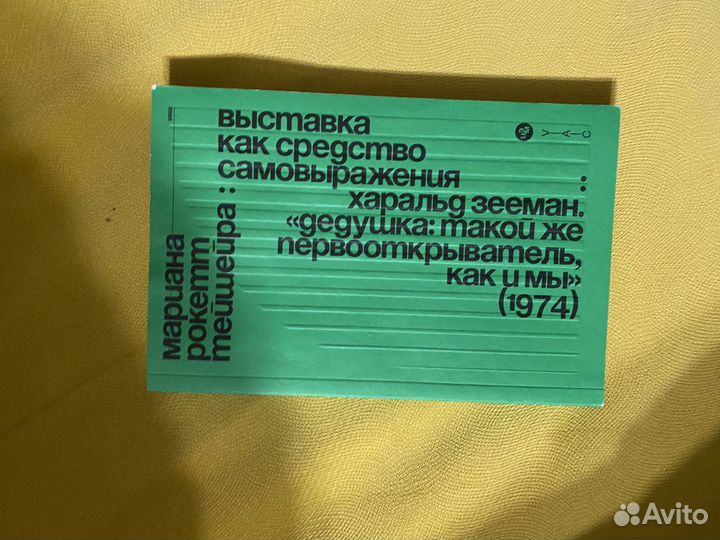 мариана
рокетт
тейшейра :
выставка
как средство
самовыражения :
харальд зееман.
«дедушка: такой же
первооткрыватель,
как и мы»
(1974)
V — A — C
Avito